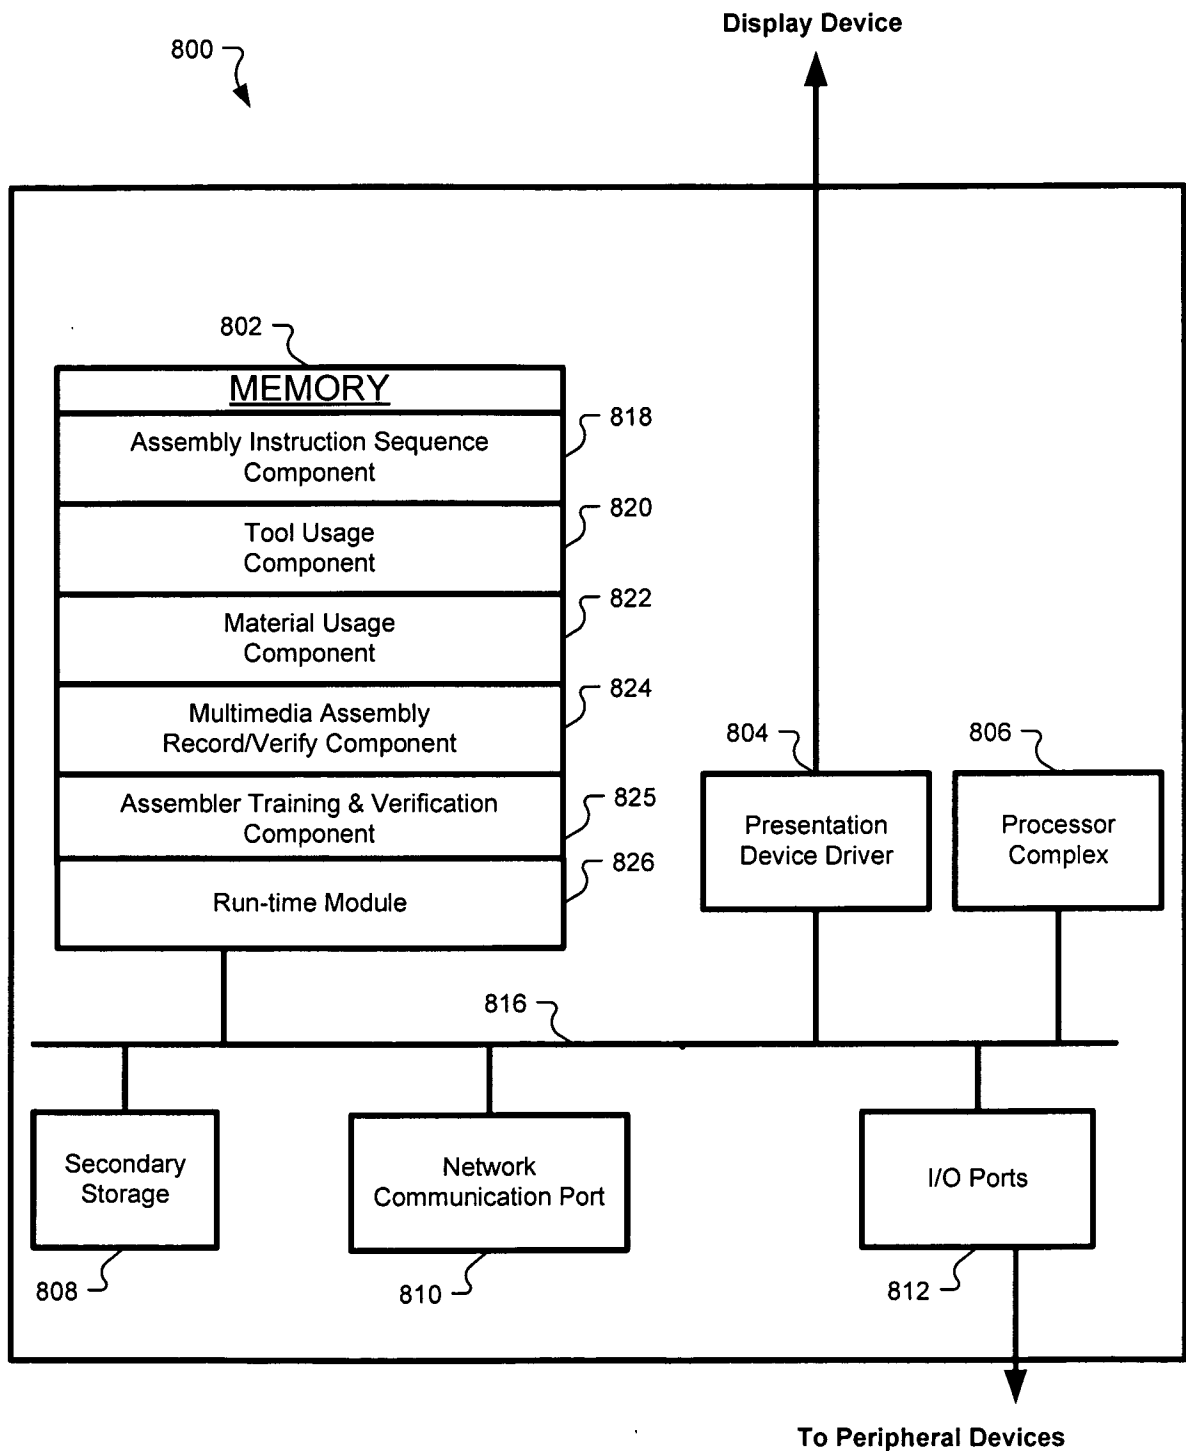 Display Device
800
802
MEMORY
Assembly Instruction Sequence
Component
818
Tool Usage
Component
820
Material Usage
Component
822
Multimedia Assembly
Record/Verify Component
824
Assembler Training & Verification
Component
825
Run-time Module
826
804
Presentation
Device Driver
806
Processor
Complex
816
Secondary
Storage
808
Network
Communication Port
810
I/O Ports
812
To Peripheral Devices